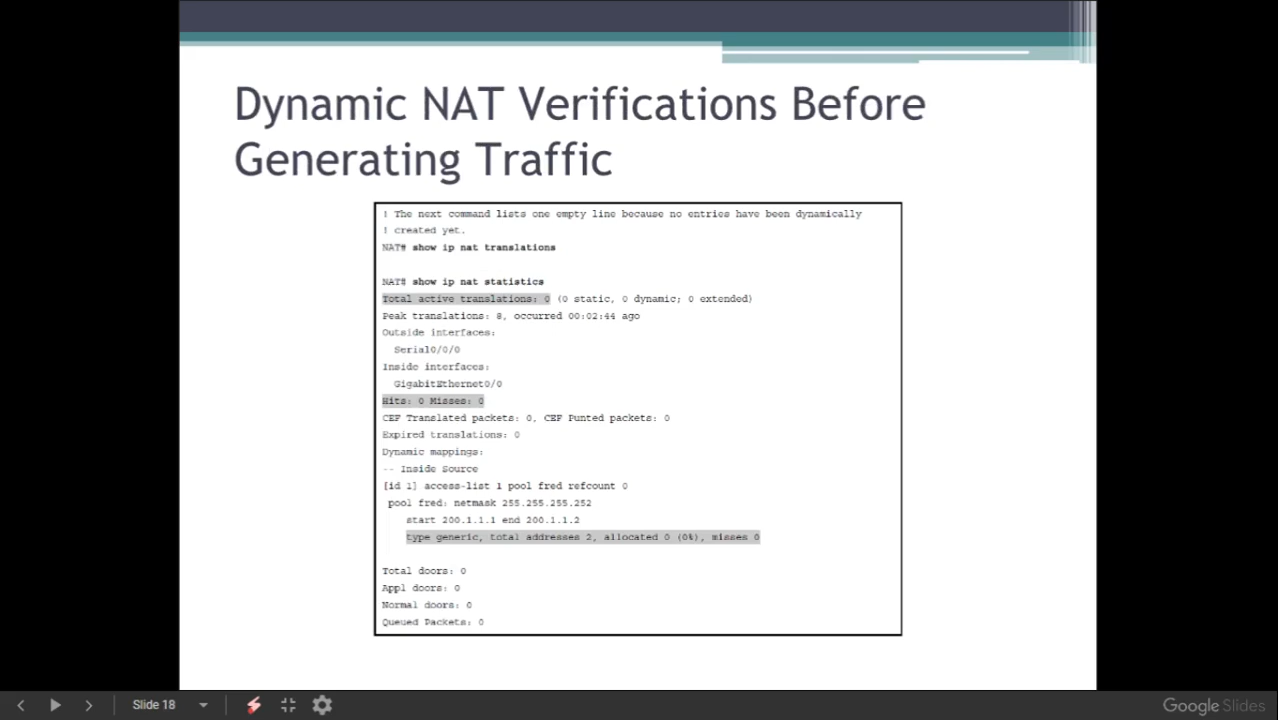 Dynamic NAT Verifications Before
Generating Traffic
! The next command lists one empty line because no entries have been dynamically
! created yet.
NAT# show ip nat translations
NAT# show ip nat statistics
Total active translations: 0 (0 static, 0 dynamic; 0 extended)
Peak translations: 8, occurred 00:02:44 ago
Outside interfaces:
Serial0/0/0
Inside interfaces:
GigabitEthernet0/0
Hits: 0 Misses: 0
CEF Translated packets: 0, CEF Punted packets: 0
Expired translations: 0
Dynamic mappings:
-- Inside Source
[id 1] access-list 1 pool fred refcount 0
pool fred: netmask 255.255.255.252
start 200.1.1.1 end 200.1.1.2
type generic, total addresses 2, allocated 0 (0%), misses 0
Total doors: 0
Appl doors: 0
Normal doors: 0
Queued Packets: 0
Slide 18
Google Slides